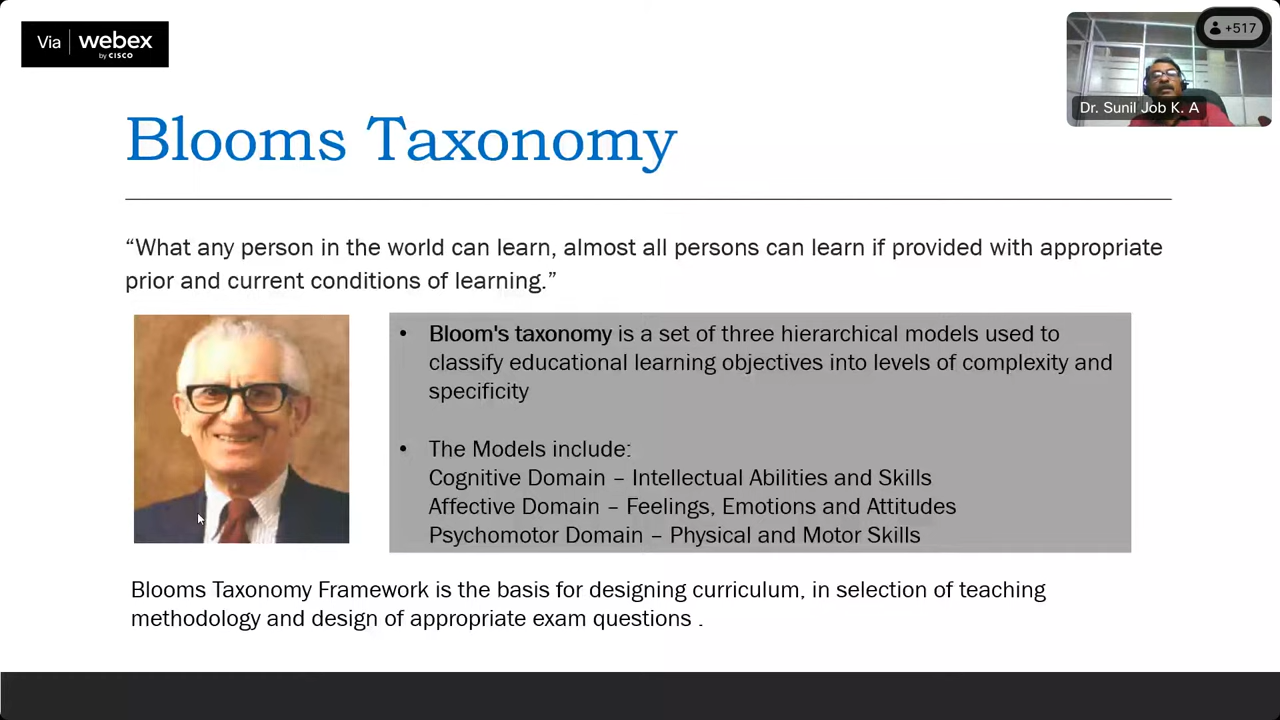 Via webex
by CISCO
+517
Dr. Sunil Job K. A
Blooms Taxonomy
“What any person in the world can learn, almost all persons can learn if provided with appropriate
prior and current conditions of learning.”
• Bloom's taxonomy is a set of three hierarchical models used to
classify educational learning objectives into levels of complexity and
specificity
• The Models include:
Cognitive Domain – Intellectual Abilities and Skills
Affective Domain – Feelings, Emotions and Attitudes
Psychomotor Domain – Physical and Motor Skills
Blooms Taxonomy Framework is the basis for designing curriculum, in selection of teaching
methodology and design of appropriate exam questions .